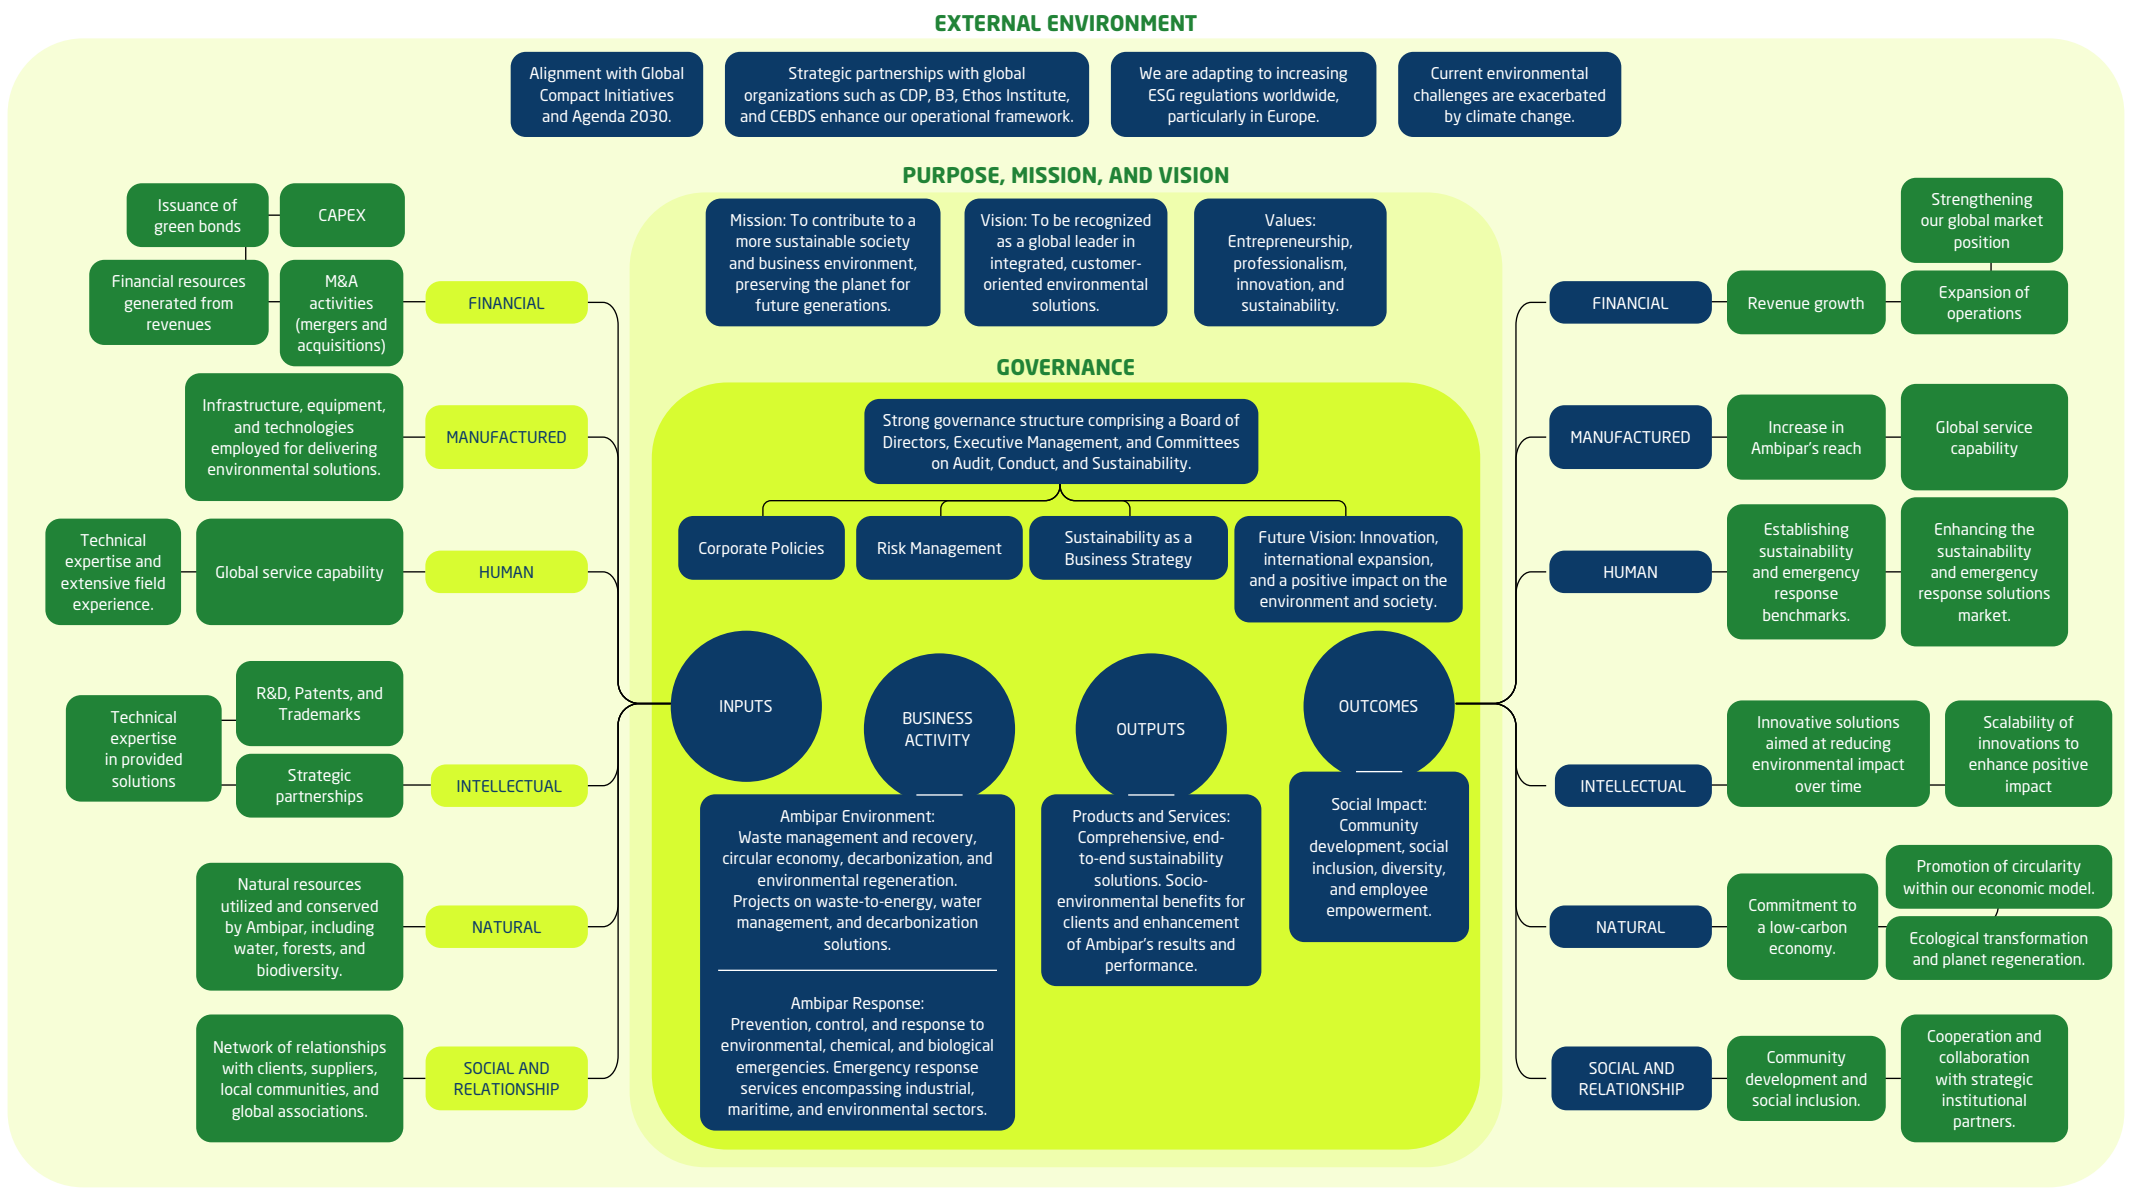 EXTERNAL ENVIRONMENT
Alignment with Global
Compact Initiatives
and Agenda 2030.
Strategic partnerships with global
organizations such as CDP, B3, Ethos Institute,
and CEBDS enhance our operational framework.
We are adapting to increasing
ESG regulations worldwide,
particularly in Europe.
Current environmental
challenges are exacerbated
by climate change.
PURPOSE, MISSION, AND VISION
Mission: To contribute to a
more sustainable society
and business environment,
preserving the planet for
future generations.
Vision: To be recognized
as a global leader in
integrated, customer-
oriented environmental
solutions.
Values:
Entrepreneurship,
professionalism,
innovation, and
sustainability.
GOVERNANCE
Strong governance structure comprising a Board of
Directors, Executive Management, and Committees
on Audit, Conduct, and Sustainability.
Corporate Policies
Risk Management
Sustainability as a
Business Strategy
Future Vision: Innovation,
international expansion,
and a positive impact on the
environment and society.
Issuance of
green bonds
CAPEX
Financial resources
generated from
revenues
M&A
activities
(mergers and
acquisitions)
FINANCIAL
Infrastructure, equipment,
and technologies
employed for delivering
environmental solutions.
MANUFACTURED
Technical
expertise and
extensive field
experience.
Global service capability
HUMAN
Technical
expertise
in provided
solutions
R&D, Patents, and
Trademarks
Strategic
partnerships
INTELLECTUAL
Natural resources
utilized and conserved
by Ambipar, including
water, forests, and
biodiversity.
NATURAL
Network of relationships
with clients, suppliers,
local communities, and
global associations.
SOCIAL AND
RELATIONSHIP
INPUTS
BUSINESS
ACTIVITY
Ambipar Environment:
Waste management and recovery,
circular economy, decarbonization, and
environmental regeneration.
Projects on waste-to-energy, water
management, and decarbonization
solutions.
Ambipar Response:
Prevention, control, and response to
environmental, chemical, and biological
emergencies. Emergency response
services encompassing industrial,
maritime, and environmental sectors.
OUTPUTS
Products and Services:
Comprehensive, end-
to-end sustainability
solutions. Socio-
environmental benefits for
clients and enhancement
of Ambipar's results and
performance.
OUTCOMES
Social Impact:
Community
development, social
inclusion, diversity,
and employee
empowerment.
FINANCIAL
Revenue growth
Strengthening
our global market
position
Expansion of
operations
MANUFACTURED
Increase in
Ambipar's reach
Global service
capability
HUMAN
Establishing
sustainability
and emergency
response
benchmarks.
Enhancing the
sustainability
and emergency
response solutions
market.
INTELLECTUAL
Innovative solutions
aimed at reducing
environmental impact
over time
Scalability of
innovations to
enhance positive
impact
NATURAL
Commitment to
a low-carbon
economy.
Promotion of circularity
within our economic model.
Ecological transformation
and planet regeneration.
SOCIAL AND
RELATIONSHIP
Community
development and
social inclusion.
Cooperation and
collaboration
with strategic
institutional
partners.